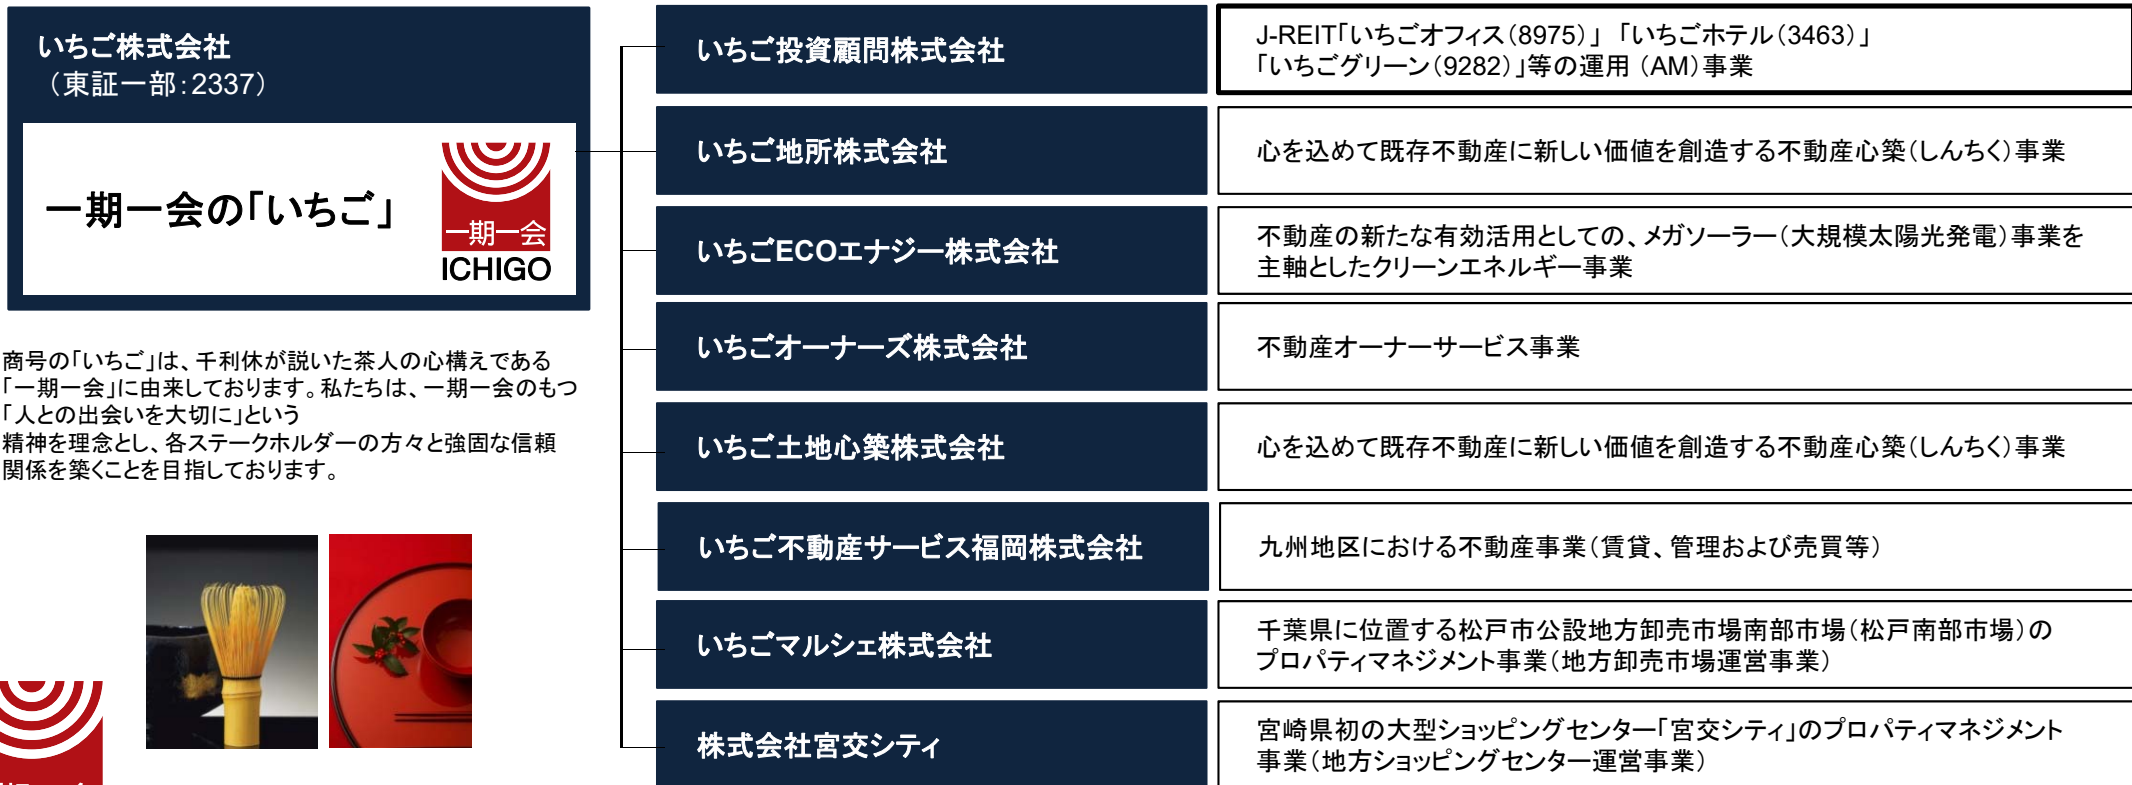 いちご株式会社
（東証一部：2337）
一期一会の「いちご」
一期一会
ICHIGO
商号の「いちご」は、千利休が説いた茶人の心構えである
「一期一会」に由来しております。私たちは、一期一会のもつ
「人との出会いを大切に」という
精神を理念とし、各ステークホルダーの方々と強固な信頼
関係を築くことを目指しております。
いちご投資顧問株式会社
J-REIT「いちごオフィス（8975）」 「いちごホテル（3463）」
「いちごグリーン（9282）」等の運用 （AM）事業
いちご地所株式会社
心を込めて既存不動産に新しい価値を創造する不動産心築（しんちく）事業
いちごECOエナジー株式会社
不動産の新たな有効活用としての、メガソーラー（大規模太陽光発電）事業を
主軸としたクリーンエネルギー事業
いちごオーナーズ株式会社
不動産オーナーサービス事業
いちご土地心築株式会社
心を込めて既存不動産に新しい価値を創造する不動産心築（しんちく）事業
いちご不動産サービス福岡株式会社
九州地区における不動産事業（賃貸、管理および売買等）
いちごマルシェ株式会社
千葉県に位置する松戸市公設地方卸売市場南部市場（松戸南部市場）の
プロパティマネジメント事業（地方卸売市場運営事業）
株式会社宮交シティ
宮崎県初の大型ショッピングセンター「宮交シティ」のプロパティマネジメント
事業（地方ショッピングセンター運営事業）